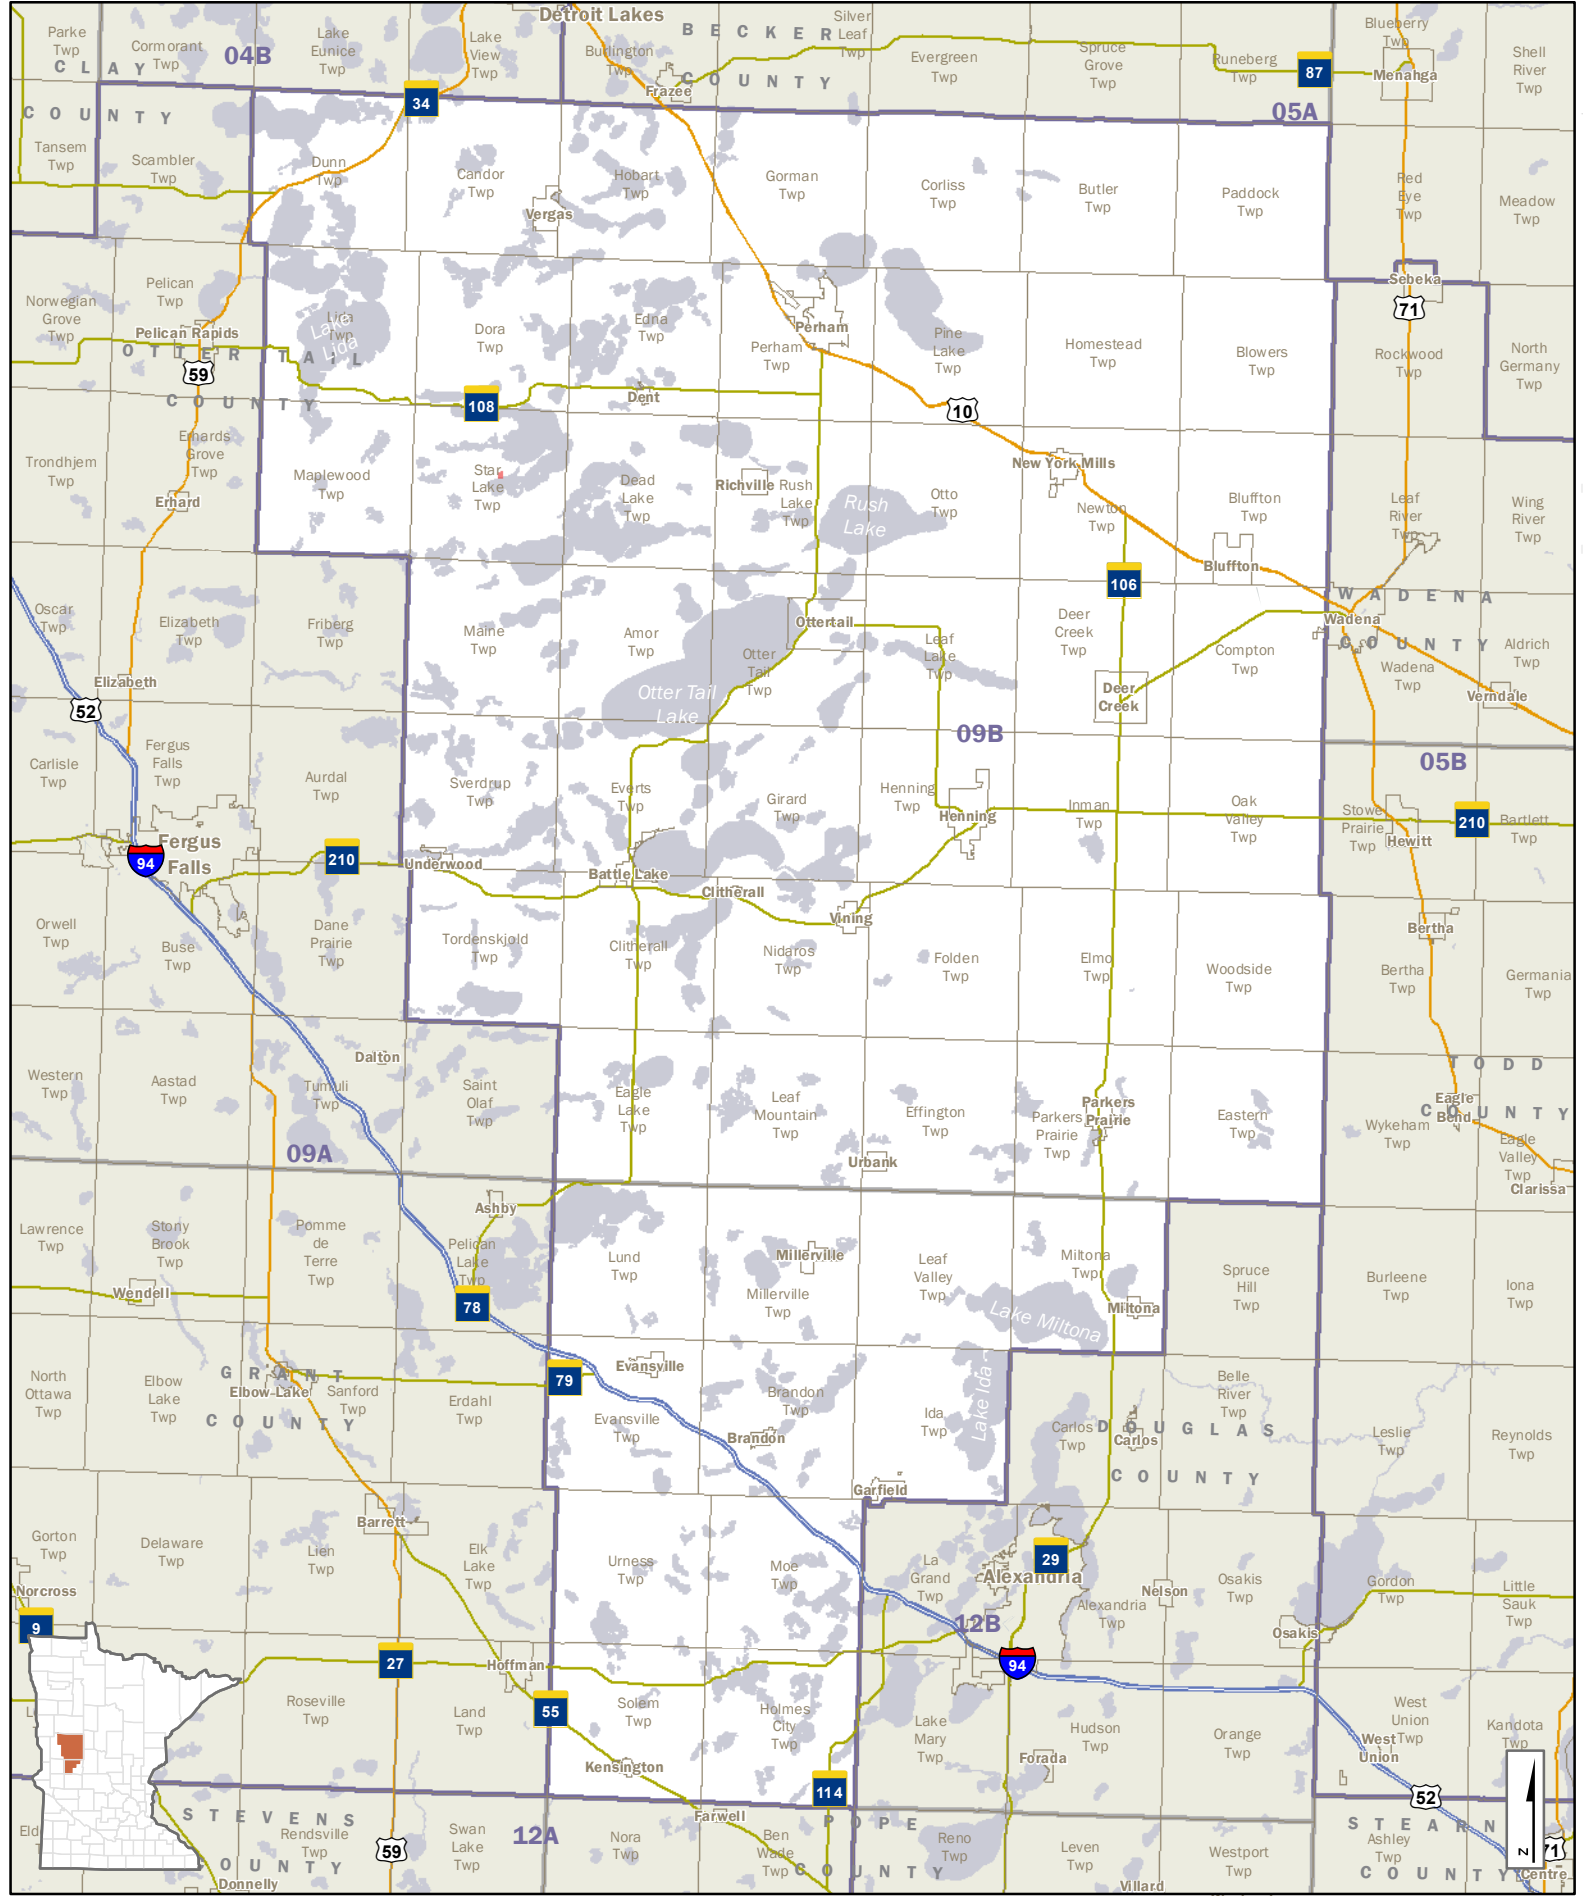 Detroit Lakes
Parke
Twp
Cormorant
Twp
04B
Lake
Eunice
Twp
Lake
View
Twp
Burlington
Twp
BECKER
COUNTY
Silver
Leaf
Twp
Evergreen
Twp
Spruce
Grove
Twp
Runeberg
Twp
87
Blueberry
Twp
Menahga
Shell
River
Twp
CLAY
COUNTY
34
Frazee
05A
Tansem
Twp
Scambler
Twp
Dunn
Twp
Candor
Twp
Vergas
Hobart
Twp
Gorman
Twp
Corliss
Twp
Butler
Twp
Paddock
Twp
Red
Eye
Twp
Meadow
Twp
Norwegian
Grove
Twp
Pelican
Twp
Pelican Rapids
59
OTTER TAIL
COUNTY
Lida
Twp
Lake
Lida
Dora
Twp
Edna
Twp
Perham
Perham
Twp
Pine
Lake
Twp
Homestead
Twp
Blowers
Twp
Sebeka
71
Rockwood
Twp
North
Germany
Twp
108
Dent
10
Trondhjem
Twp
Erhards
Grove
Twp
Erhard
Maplewood
Twp
Star
Lake
Twp
Dead
Lake
Twp
Richville
Rush
Lake
Twp
Rush
Lake
Otto
Twp
New York Mills
Newton
Twp
Bluffton
Twp
Bluffton
Leaf
River
Twp
Wing
River
Twp
106
WADENA
COUNTY
Oscar
Twp
Elizabeth
Twp
Friberg
Twp
Maine
Twp
Amor
Twp
Otter
Tail
Twp
Ottertail
Leaf
Lake
Twp
Deer
Creek
Twp
Compton
Twp
Wadena
Wadena
Twp
Aldrich
Twp
Verndale
Elizabeth
52
Otter Tail
Lake
Deer
Creek
09B
05B
Carlisle
Twp
Fergus
Falls
Twp
Aurdal
Twp
Sverdrup
Twp
Everts
Twp
Girard
Twp
Henning
Twp
Henning
Inman
Twp
Oak
Valley
Twp
Stowe
Prairie
Twp
Hewitt
210
Bartlett
Twp
Fergus
Falls
94
210
Underwood
Battle Lake
Clitherall
Vining
Orwell
Twp
Buse
Twp
Dane
Prairie
Twp
Tordenskjold
Twp
Clitherall
Twp
Nidaros
Twp
Folden
Twp
Elmo
Twp
Woodside
Twp
Bertha
Bertha
Twp
Germania
Twp
Western
Twp
Aastad
Twp
Dalton
Tumuli
Twp
Saint
Olaf
Twp
Eagle
Lake
Twp
Leaf
Mountain
Twp
Effington
Twp
Urbank
Parkers
Prairie
Twp
Parkers
Prairie
Eastern
Twp
TODD
COUNTY
Wykeham
Twp
Eagle
Bend
Eagle
Valley
Twp
Clarissa
09A
Lawrence
Twp
Stony
Brook
Twp
Pomme
de
Terre
Twp
Ashby
Pelican
Lake
Twp
Lund
Twp
Millerville
Millerville
Twp
Leaf
Valley
Twp
Miltona
Twp
Lake Miltona
Miltona
Spruce
Hill
Twp
Burleene
Twp
Iona
Twp
Wendell
78
79
Evansville
North
Ottawa
Twp
Elbow
Lake
Twp
GRANT
COUNTY
Elbow Lake
Sanford
Twp
Erdahl
Twp
Evansville
Twp
Brandon
Twp
Brandon
Ida
Twp
Lake Ida
Carlos
Twp
Carlos
Belle
River
Twp
DOUGLAS
COUNTY
Leslie
Twp
Reynolds
Twp
Garfield
Gorton
Twp
Delaware
Twp
Lien
Twp
Barrett
Elk
Lake
Twp
Urness
Twp
Moe
Twp
La
Grand
Twp
29
Alexandria
Alexandria
Twp
Nelson
Osakis
Twp
Gordon
Twp
Little
Sauk
Twp
Norcross
9
12B
Osakis
27
Hoffman
94
Roseville
Twp
Land
Twp
55
Solem
Twp
Holmes
City
Twp
Lake
Mary
Twp
Hudson
Twp
Orange
Twp
West
Union
Twp
Kandota
Twp
West
Union
Kensington
Forada
114
52
STEVENS
COUNTY
Rendsville
Twp
59
Swan
Lake
Twp
12A
Nora
Twp
Farwell
Ben
Wade
Twp
POPE
COUNTY
Reno
Twp
Leven
Twp
Westport
Twp
STEARN
COUNTY
Ashley
Twp
N
71
Centre
Donnelly
Villard